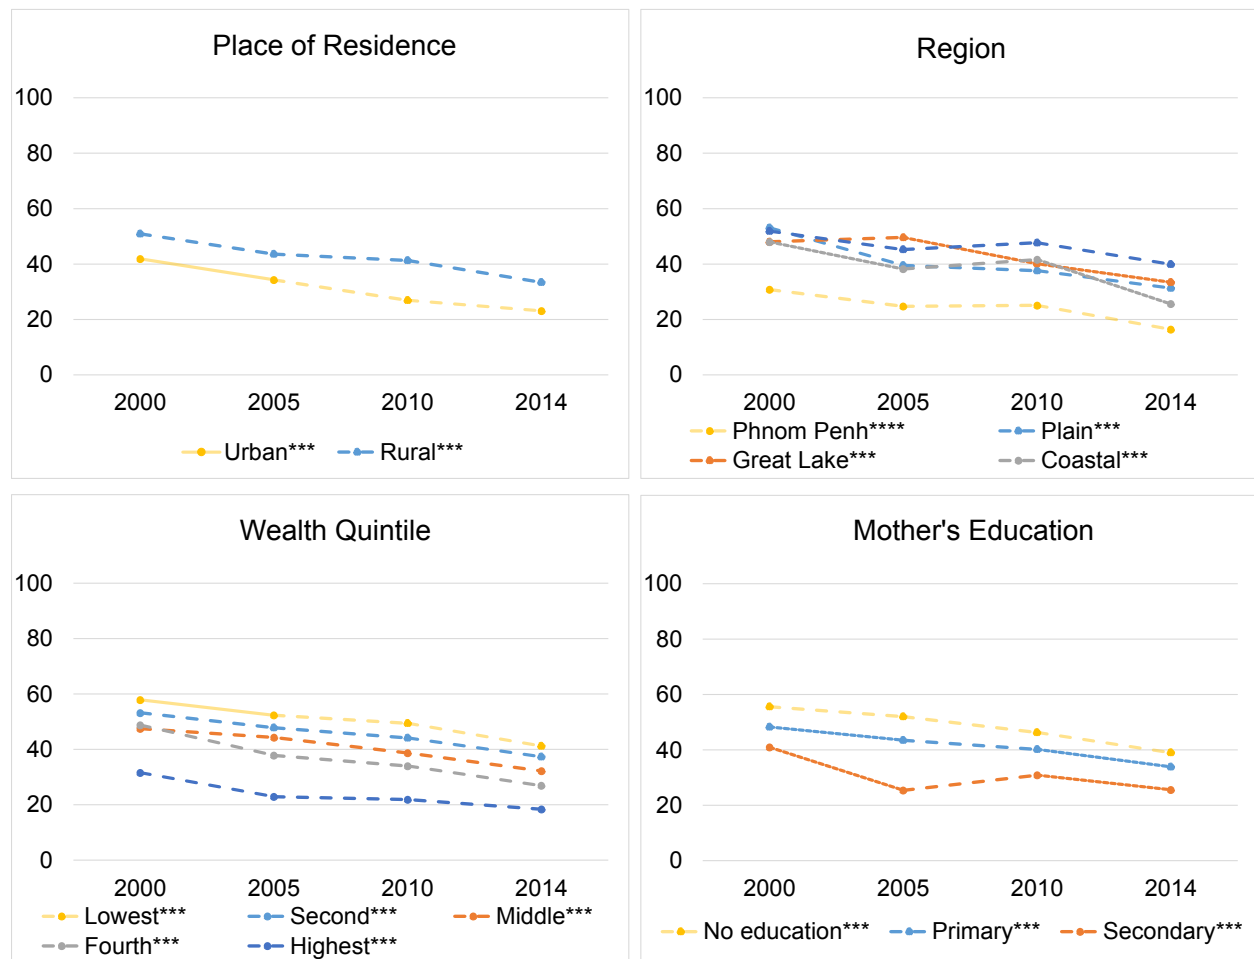 Place of Residence
100
80
60
40
20
0
2000 2005 2010 2014
Urban*** Rural***
Region
100
80
60
40
20
0
2000 2005 2010 2014
Phnom Penh**** Plain***
Great Lake*** Coastal***
Wealth Quintile
100
80
60
40
20
0
2000 2005 2010 2014
Lowest*** Second*** Middle***
Fourth*** Highest***
Mother's Education
100
80
60
40
20
0
2000 2005 2010 2014
No education*** Primary*** Secondary***